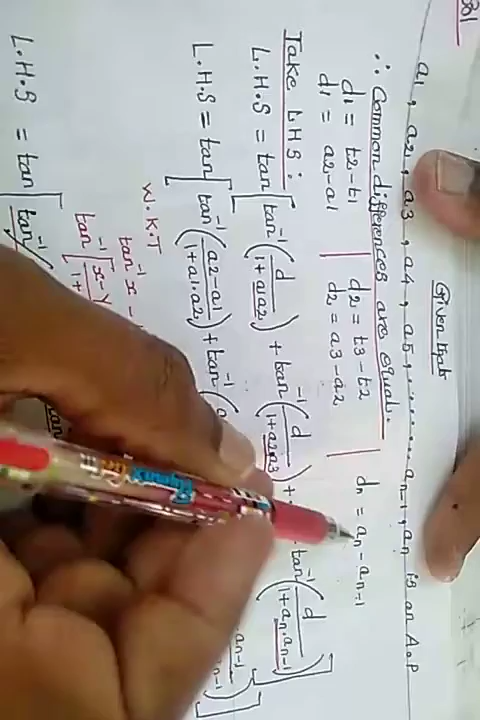 Sol
Given that
a1, a2, a3, a4, a5, ......... an-1, an is an A.P
∴ Common differences are equal.
d1 = t2-t1 | d2 = t3-t2 | dn = an - an-1
d1 = a2-a1 | d2 = a3-a2
Take LHS:
L.H.S = tan[tan⁻¹(d/1+a1a2) + tan⁻¹(d/1+a2a3) + tan⁻¹(d/1+an.an-1)]
L.H.S = tan[tan⁻¹(a2-a1/1+a1.a2) + tan⁻¹(
W.K.T
tan⁻¹x -
tan⁻¹[x-y/1+
L.H.S = tan[tan⁻¹